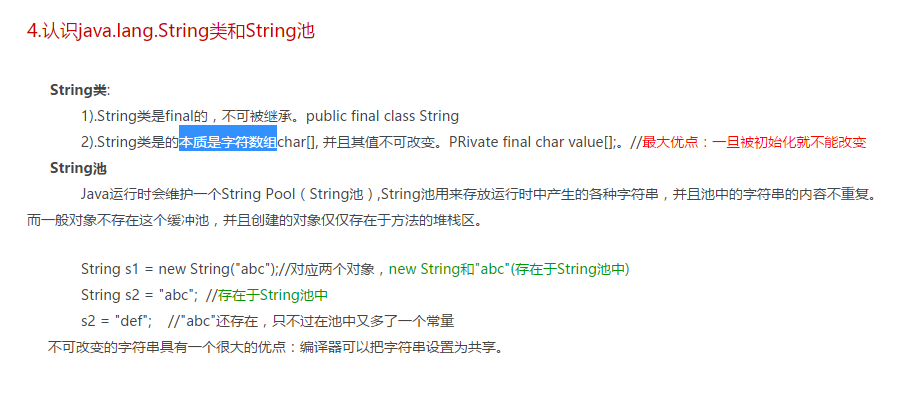 4.认识java.lang.String类和String池
String类:
1).String类是final的，不可被继承。public final class String
2).String类是的本质是字符数组char[], 并且其值不可改变。PRivate final char value[];。//最大优点：一旦被初始化就不能改变
String池
Java运行时会维护一个String Pool（String池）,String池用来存放运行时中产生的各种字符串，并且池中的字符串的内容不重复。
而一般对象不存在这个缓冲池，并且创建的对象仅仅存在于方法的堆栈区。
String s1 = new String("abc");//对应两个对象，new String和"abc"(存在于String池中)
String s2 = "abc";  //存在于String池中
s2 = "def";    //"abc"还存在，只不过在池中又多了一个常量
不可改变的字符串具有一个很大的优点：编译器可以把字符串设置为共享。